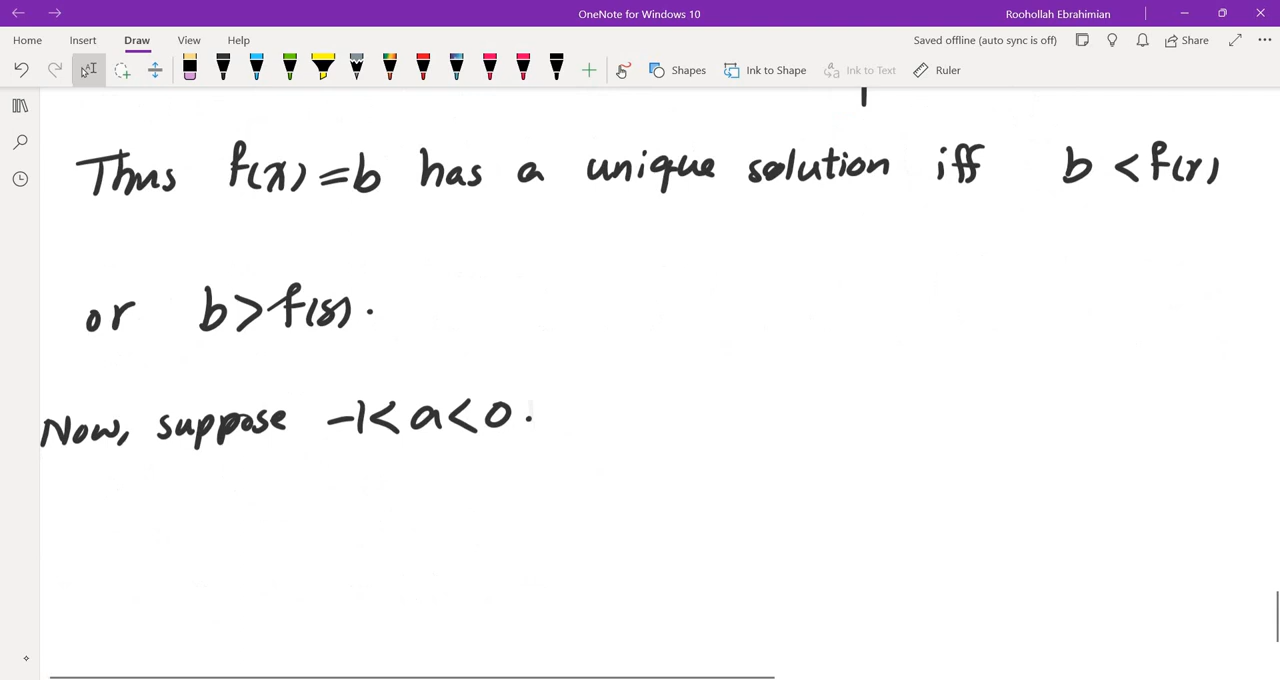 OneNote for Windows 10
Roohollah Ebrahimian
Home Insert Draw View Help
Saved offline (auto sync is off)
Share
Shapes
Ink to Shape
Ink to Text
Ruler
Thus f(x)=b has a unique solution iff b < f(r)
or b>f(s).
Now, suppose -1< a< 0.